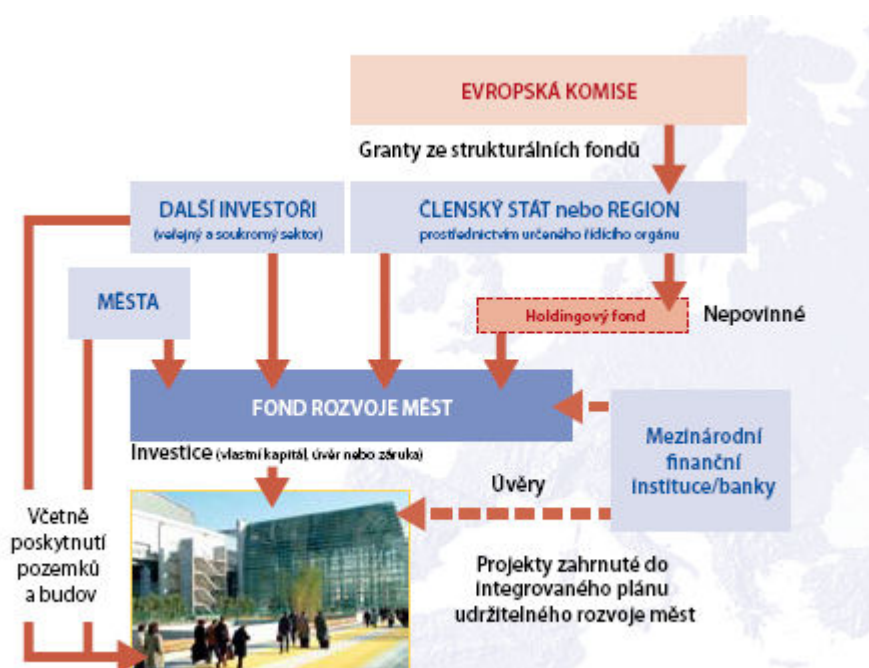 EVROPSKÁ KOMISE
Granty ze strukturálních fondů
DALŠÍ INVESTOŘI
(veřejný a soukromý sektor)
ČLENSKÝ STÁT nebo REGION
prostřednictvím určeného řídícího orgánu
MĚSTA
Holdingový fond
Nepovinné
FOND ROZVOJE MĚST
Investice (vlastní kapitál, úvěr nebo záruka)
Mezinárodní
finanční
instituce/banky
Úvěry
Včetně
poskytnutí
pozemků
a budov
Projekty zahrnuté do
integrovaného plánu
udržitelného rozvoje měst